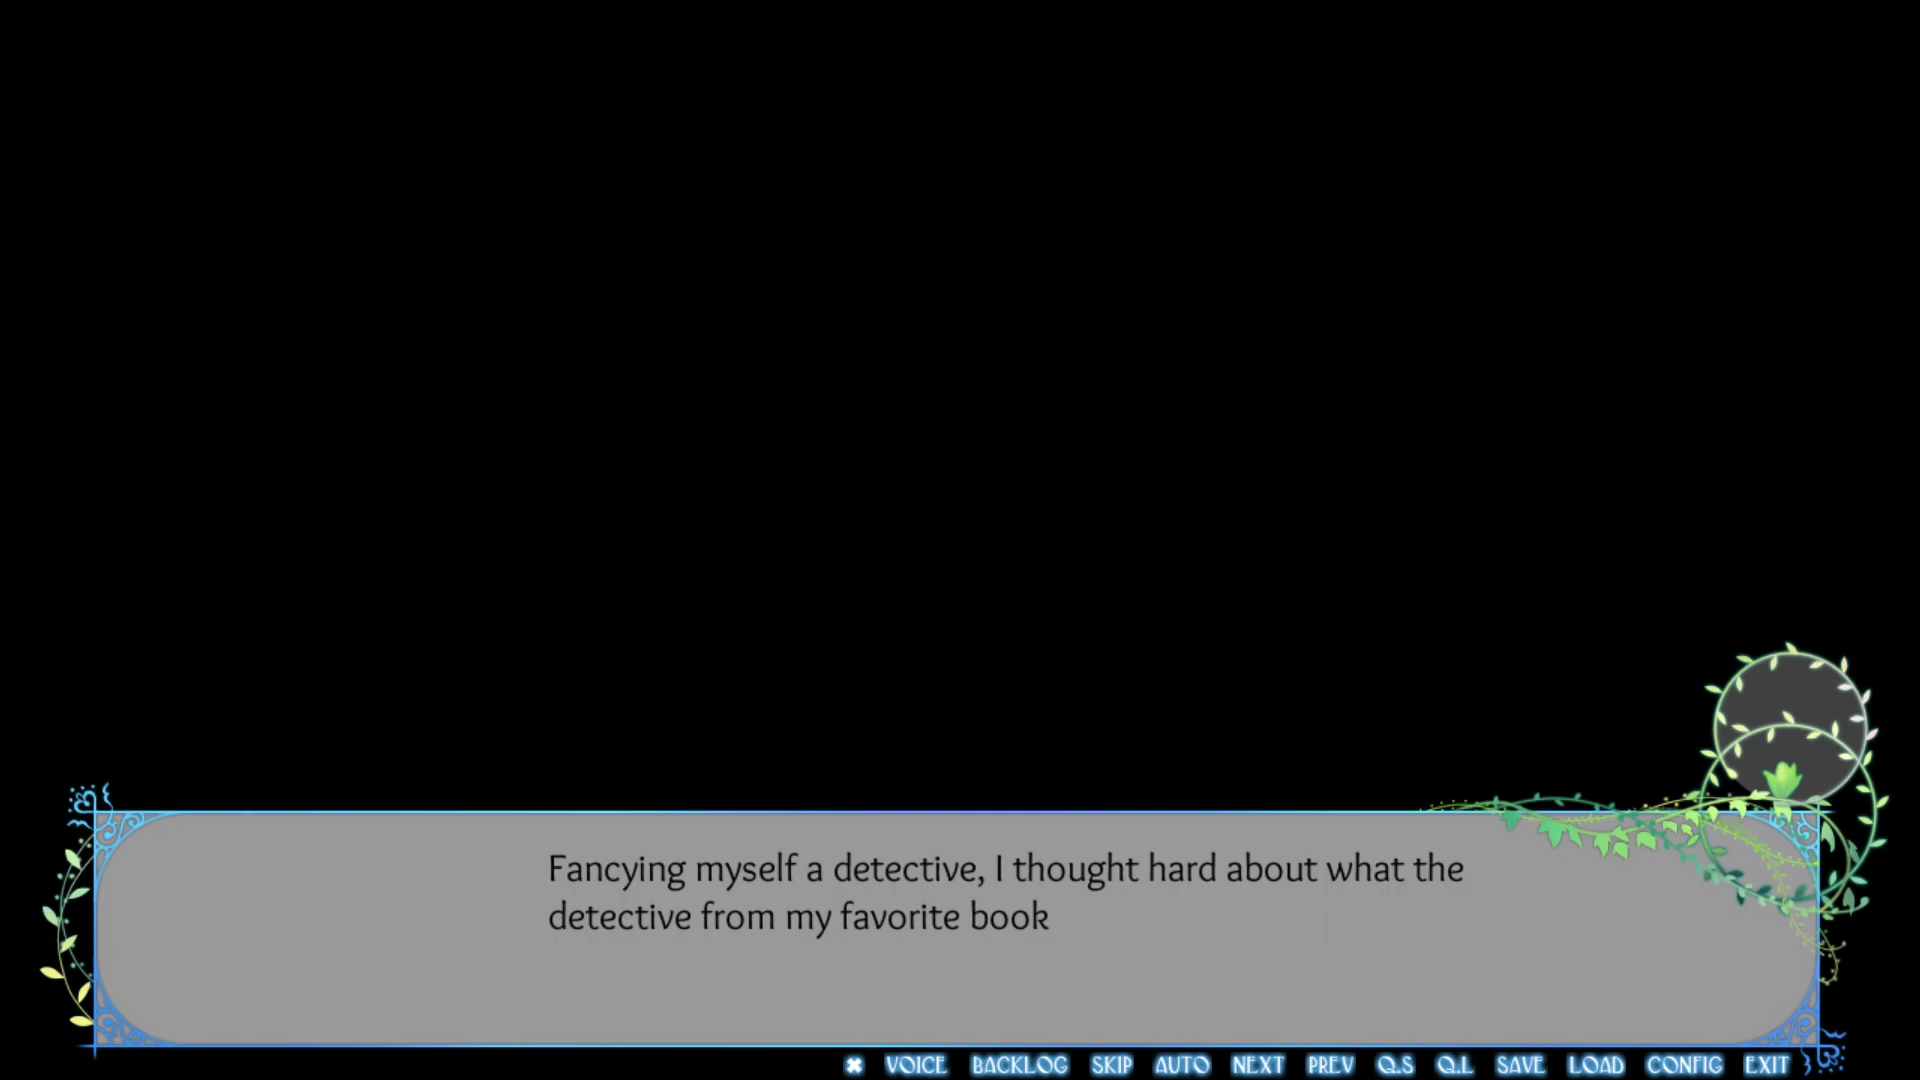 Fancying myself a detective, I thought hard about what the
detective from my favorite book
✖ VOICE BACKLOG SKIP AUTO NEXT PREV Q.S Q.L SAVE LOAD CONFIG EXIT